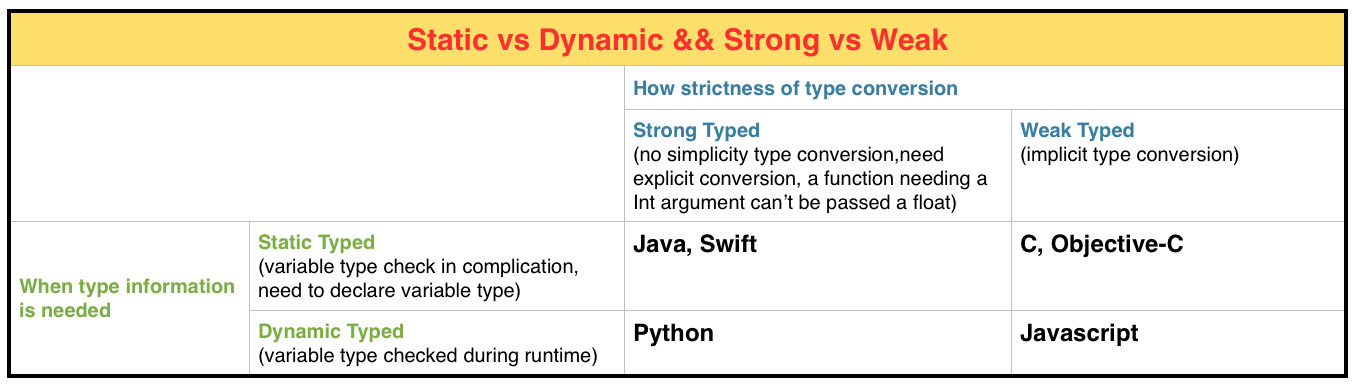 Static vs Dynamic && Strong vs Weak
How strictness of type conversion
Strong Typed
(no simplicity type conversion,need
explicit conversion, a function needing a
Int argument can’t be passed a float)
Weak Typed
(implicit type conversion)
When type information
is needed
Static Typed
(variable type check in complication,
need to declare variable type)
Java, Swift
C, Objective-C
Dynamic Typed
(variable type checked during runtime)
Python
Javascript